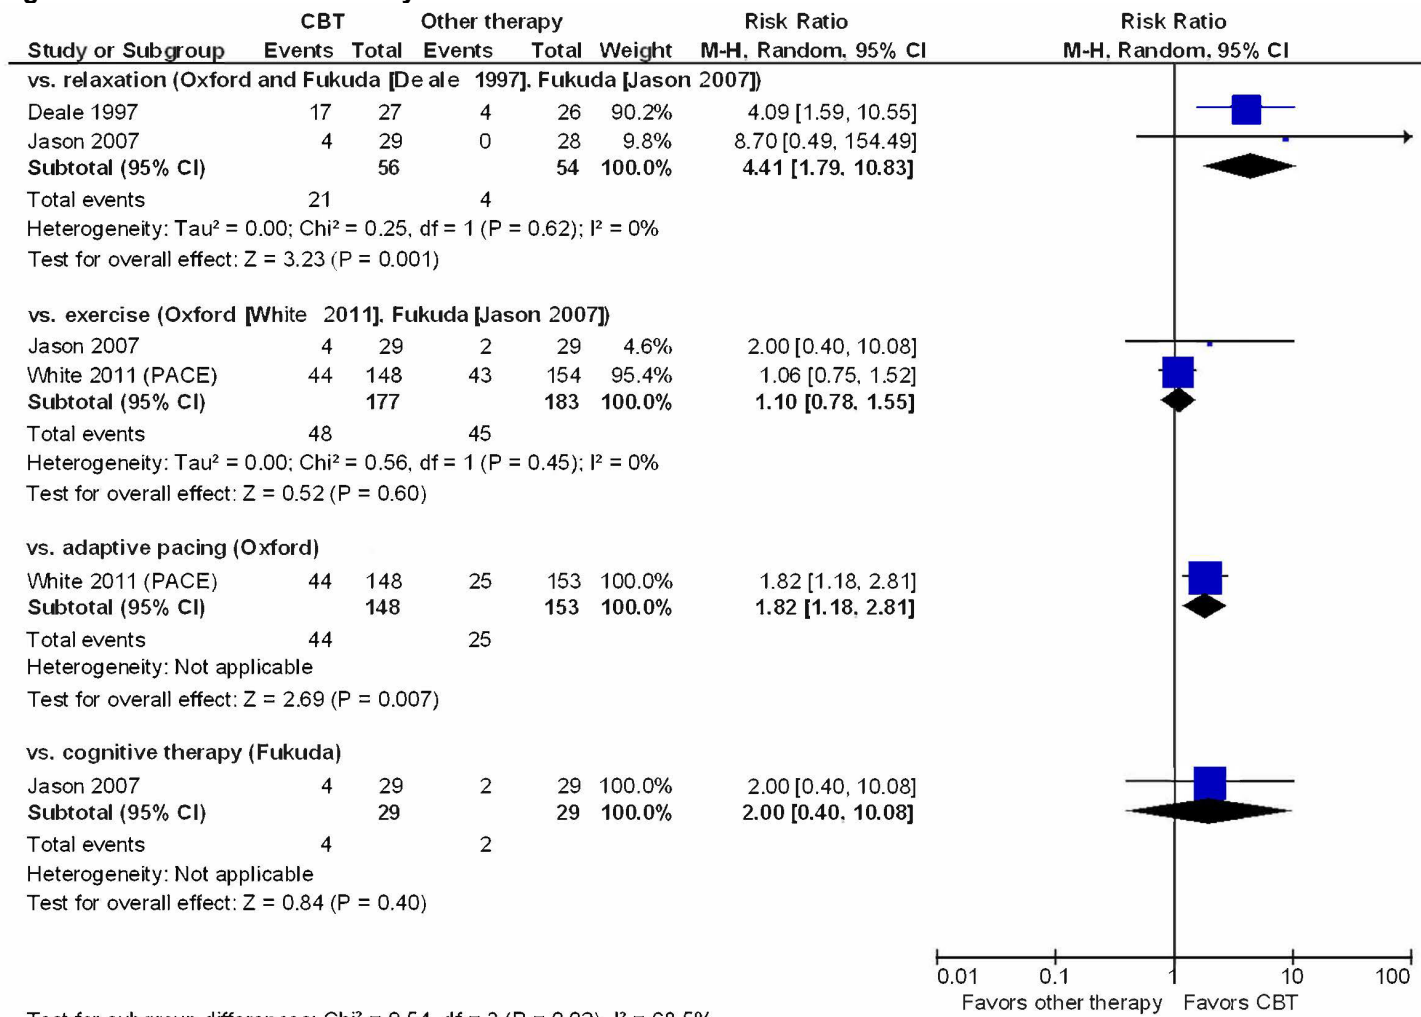 CBT Other therapy Risk Ratio Risk Ratio
Study or Subgroup Events Total Events Total Weight M-H, Random, 95% CI M-H, Random, 95% CI
vs. relaxation (Oxford and Fukuda [Deale 1997], Fukuda [Jason 2007])
Deale 1997 17 27 4 26 90.2% 4.09 [1.59, 10.55]
Jason 2007 4 29 0 28 9.8% 8.70 [0.49, 154.49]
Subtotal (95% CI) 56 54 100.0% 4.41 [1.79, 10.83]
Total events 21 4
Heterogeneity: Tau² = 0.00; Chi² = 0.25, df = 1 (P = 0.62); I² = 0%
Test for overall effect: Z = 3.23 (P = 0.001)
vs. exercise (Oxford [White 2011], Fukuda [Jason 2007])
Jason 2007 4 29 2 29 4.6% 2.00 [0.40, 10.08]
White 2011 (PACE) 44 148 43 154 95.4% 1.06 [0.75, 1.52]
Subtotal (95% CI) 177 183 100.0% 1.10 [0.78, 1.55]
Total events 48 45
Heterogeneity: Tau² = 0.00; Chi² = 0.56, df = 1 (P = 0.45); I² = 0%
Test for overall effect: Z = 0.52 (P = 0.60)
vs. adaptive pacing (Oxford)
White 2011 (PACE) 44 148 25 153 100.0% 1.82 [1.18, 2.81]
Subtotal (95% CI) 148 153 100.0% 1.82 [1.18, 2.81]
Total events 44 25
Heterogeneity: Not applicable
Test for overall effect: Z = 2.69 (P = 0.007)
vs. cognitive therapy (Fukuda)
Jason 2007 4 29 2 29 100.0% 2.00 [0.40, 10.08]
Subtotal (95% CI) 29 29 100.0% 2.00 [0.40, 10.08]
Total events 4 2
Heterogeneity: Not applicable
Test for overall effect: Z = 0.84 (P = 0.40)
0.01 0.1 1 10 100
Favors other therapy Favors CBT